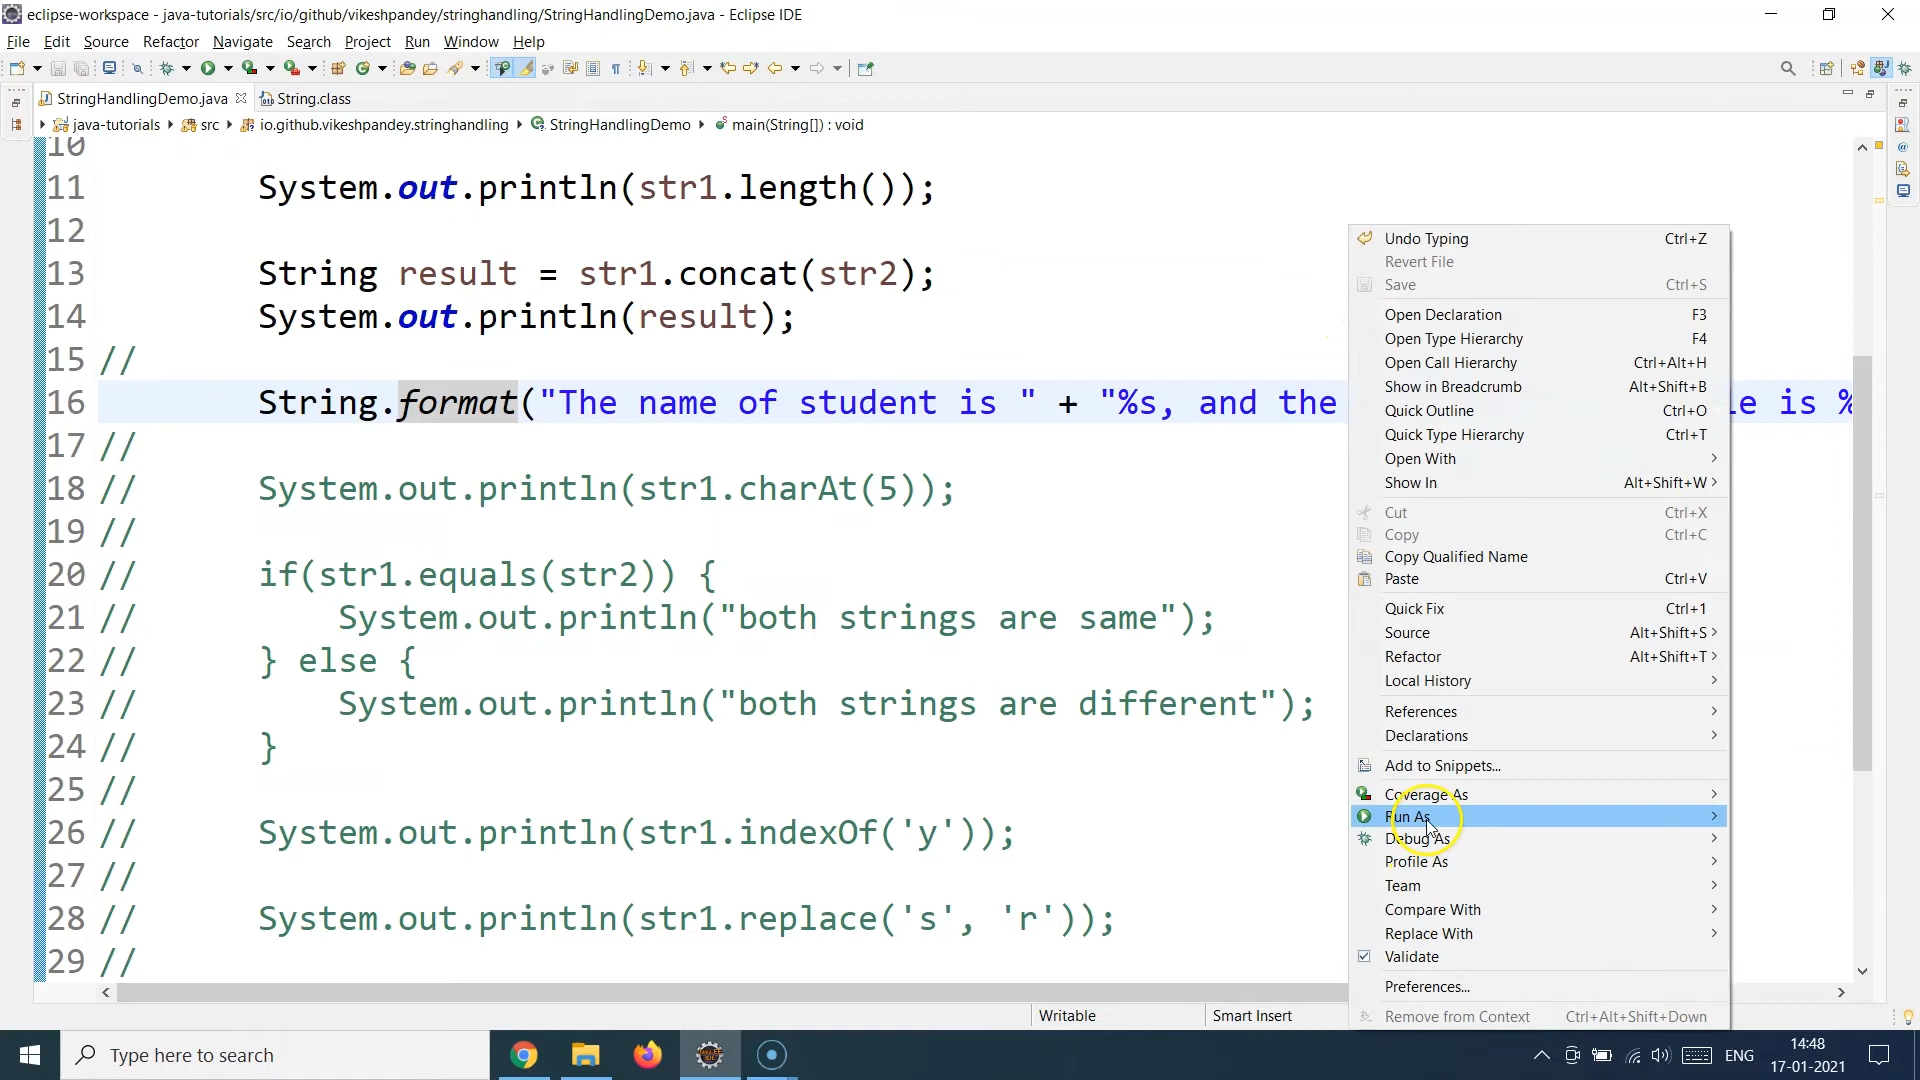 eclipse-workspace - java-tutorials/src/io/github/vikeshpandey/stringhandling/StringHandlingDemo.java - Eclipse IDE
File Edit Source Refactor Navigate Search Project Run Window Help
StringHandlingDemo.java String.class
java-tutorials src io.github.vikeshpandey.stringhandling StringHandlingDemo main(String[]) : void
10
11 System.out.println(str1.length());
12
13 String result = str1.concat(str2);
14 System.out.println(result);
15 //
16 String.format("The name of student is " + "%s, and the le is %
17 //
18 // System.out.println(str1.charAt(5));
19 //
20 // if(str1.equals(str2)) {
21 // System.out.println("both strings are same");
22 // } else {
23 // System.out.println("both strings are different");
24 // }
25 //
26 // System.out.println(str1.indexOf('y'));
27 //
28 // System.out.println(str1.replace('s', 'r'));
29 //
Undo Typing Ctrl+Z
Revert File
Save Ctrl+S
Open Declaration F3
Open Type Hierarchy F4
Open Call Hierarchy Ctrl+Alt+H
Show in Breadcrumb Alt+Shift+B
Quick Outline Ctrl+O
Quick Type Hierarchy Ctrl+T
Open With
Show In Alt+Shift+W
Cut Ctrl+X
Copy Ctrl+C
Copy Qualified Name
Paste Ctrl+V
Quick Fix Ctrl+1
Source Alt+Shift+S
Refactor Alt+Shift+T
Local History
References
Declarations
Add to Snippets...
Coverage As
Run As
Debug As
Profile As
Team
Compare With
Replace With
Validate
Preferences...
Remove from Context Ctrl+Alt+Shift+Down
Writable Smart Insert
Type here to search
ENG
14:48
17-01-2021